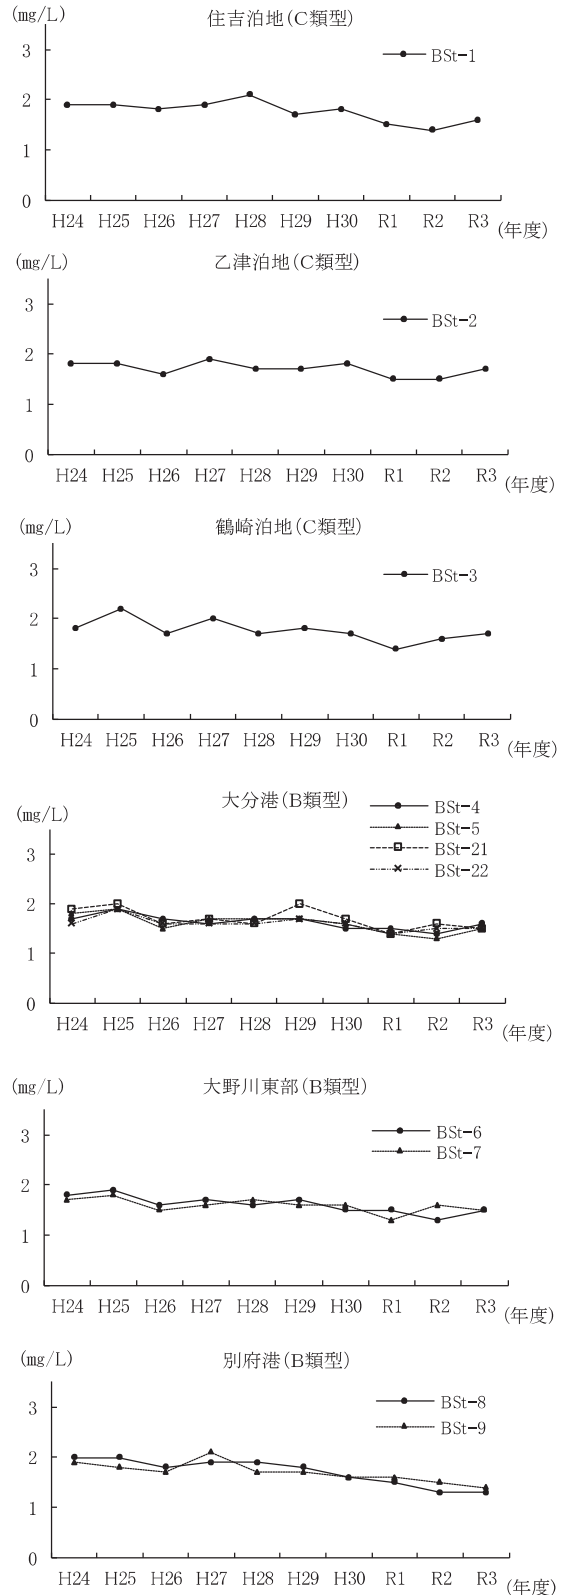 (mg/L)
住吉泊地(C類型)
BSt-1
3
2
1
0
H24 H25 H26 H27 H28 H29 H30 R1 R2 R3
(年度)
(mg/L)
乙津泊地(C類型)
BSt-2
3
2
1
0
H24 H25 H26 H27 H28 H29 H30 R1 R2 R3
(年度)
(mg/L)
鶴崎泊地(C類型)
BSt-3
3
2
1
0
H24 H25 H26 H27 H28 H29 H30 R1 R2 R3
(年度)
(mg/L)
大分港(B類型)
BSt-4
BSt-5
BSt-21
BSt-22
3
2
1
0
H24 H25 H26 H27 H28 H29 H30 R1 R2 R3
(年度)
(mg/L)
大野川東部(B類型)
BSt-6
BSt-7
3
2
1
0
H24 H25 H26 H27 H28 H29 H30 R1 R2 R3
(年度)
(mg/L)
別府港(B類型)
BSt-8
BSt-9
3
2
1
0
H24 H25 H26 H27 H28 H29 H30 R1 R2 R3
(年度)